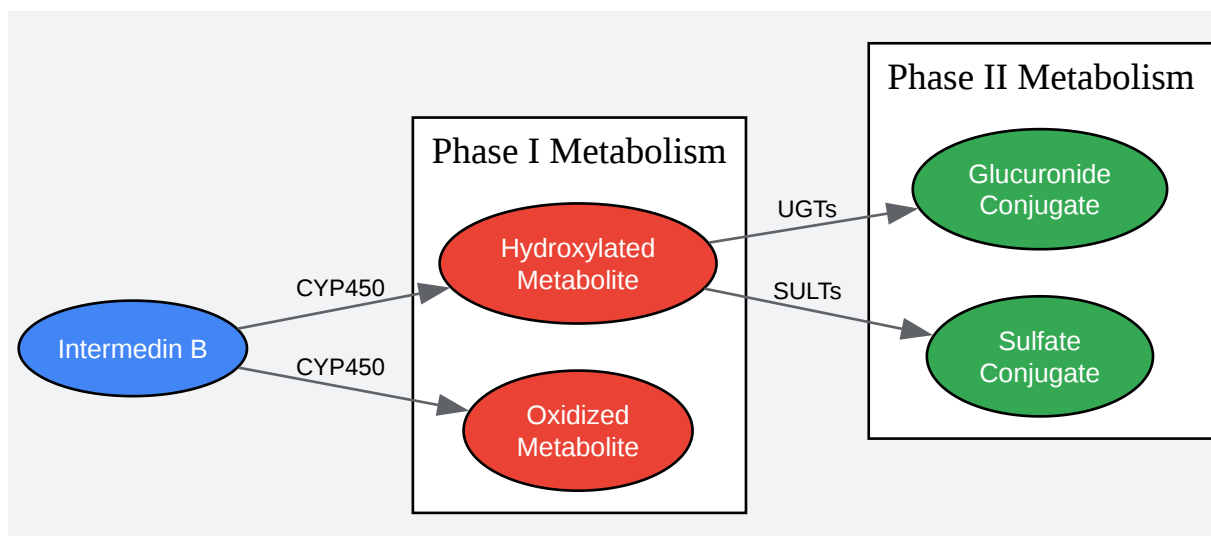 Phase II Metabolism
Glucuronide
Conjugate
Phase I Metabolism
UGTs
Hydroxylated
Metabolite
CYP450
SULTs
Intermedin B
Sulfate
Conjugate
CYP450
Oxidized
Metabolite